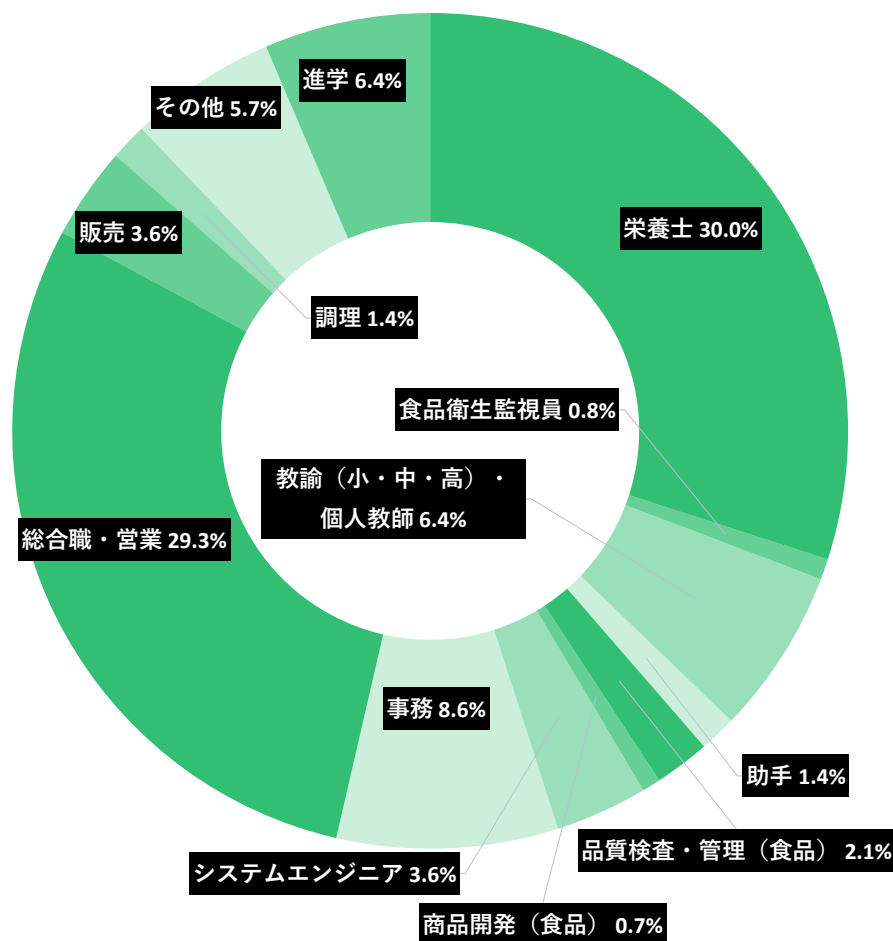 進学 6.4%
その他 5.7%
栄養士 30.0%
販売 3.6%
調理 1.4%
食品衛生監視員 0.8%
教諭（小・中・高）・
個人教師 6.4%
総合職・営業 29.3%
事務 8.6%
助手 1.4%
品質検査・管理（食品） 2.1%
システムエンジニア 3.6%
商品開発（食品） 0.7%